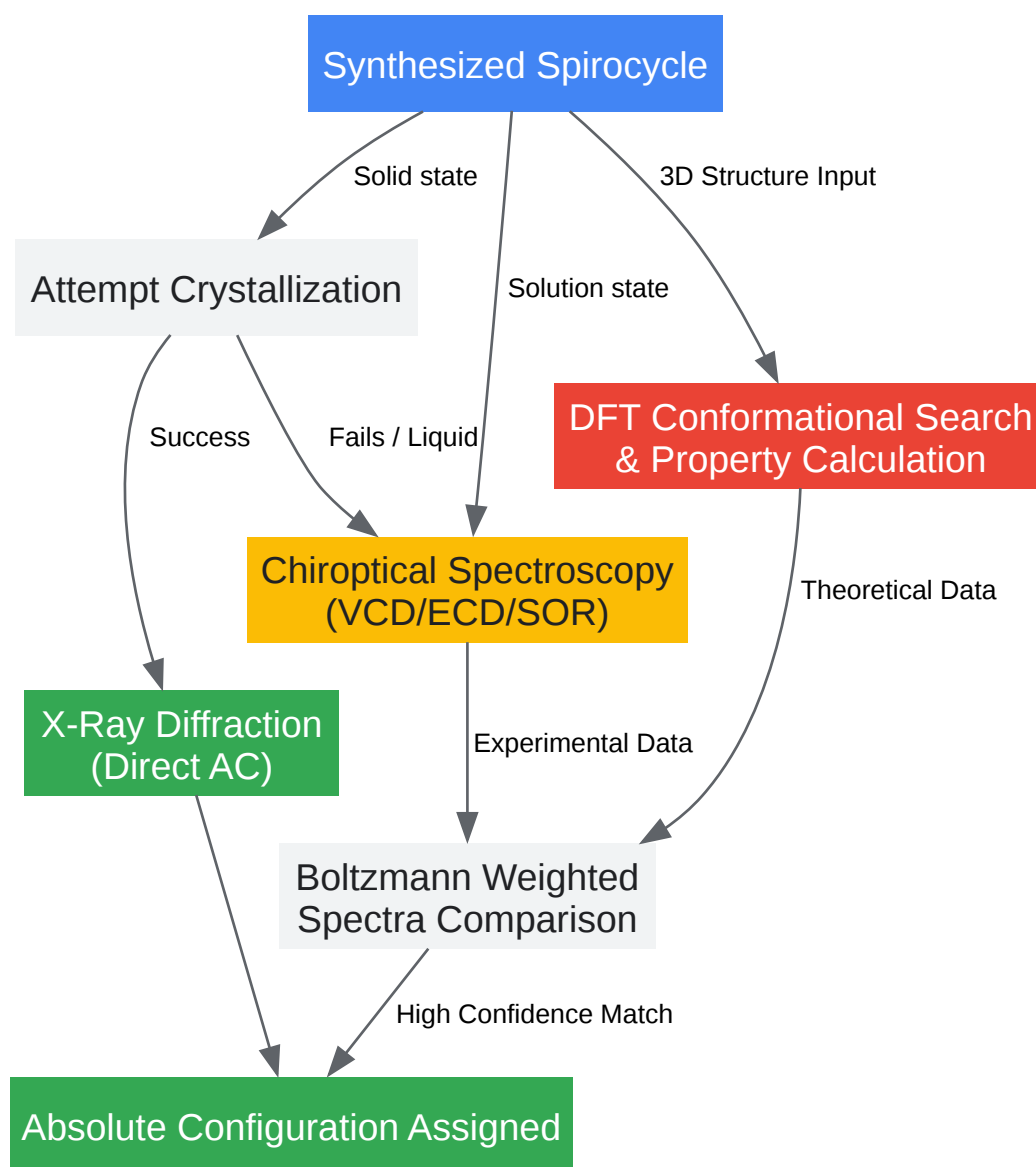 Synthesized Spirocycle
Solid state
3D Structure Input
Attempt Crystallization
Solution state
DFT Conformational Search
& Property Calculation
Success
Fails / Liquid
Chiroptical Spectroscopy
(VCD/ECD/SOR)
Theoretical Data
X-Ray Diffraction
(Direct AC)
Experimental Data
Boltzmann Weighted
Spectra Comparison
High Confidence Match
Absolute Configuration Assigned